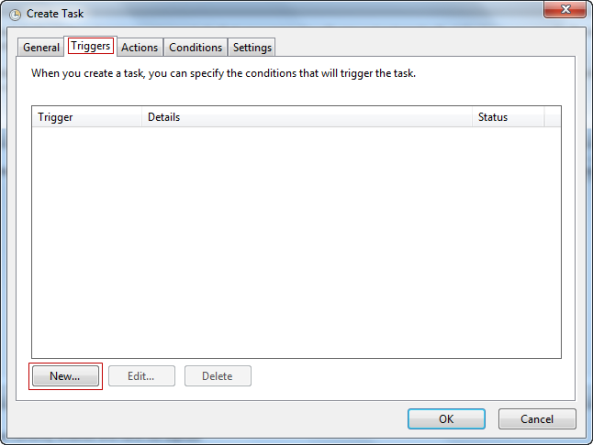 Create Task
General Triggers Actions Conditions Settings
When you create a task, you can specify the conditions that will trigger the task.
Trigger Details Status
New... Edit... Delete
OK Cancel